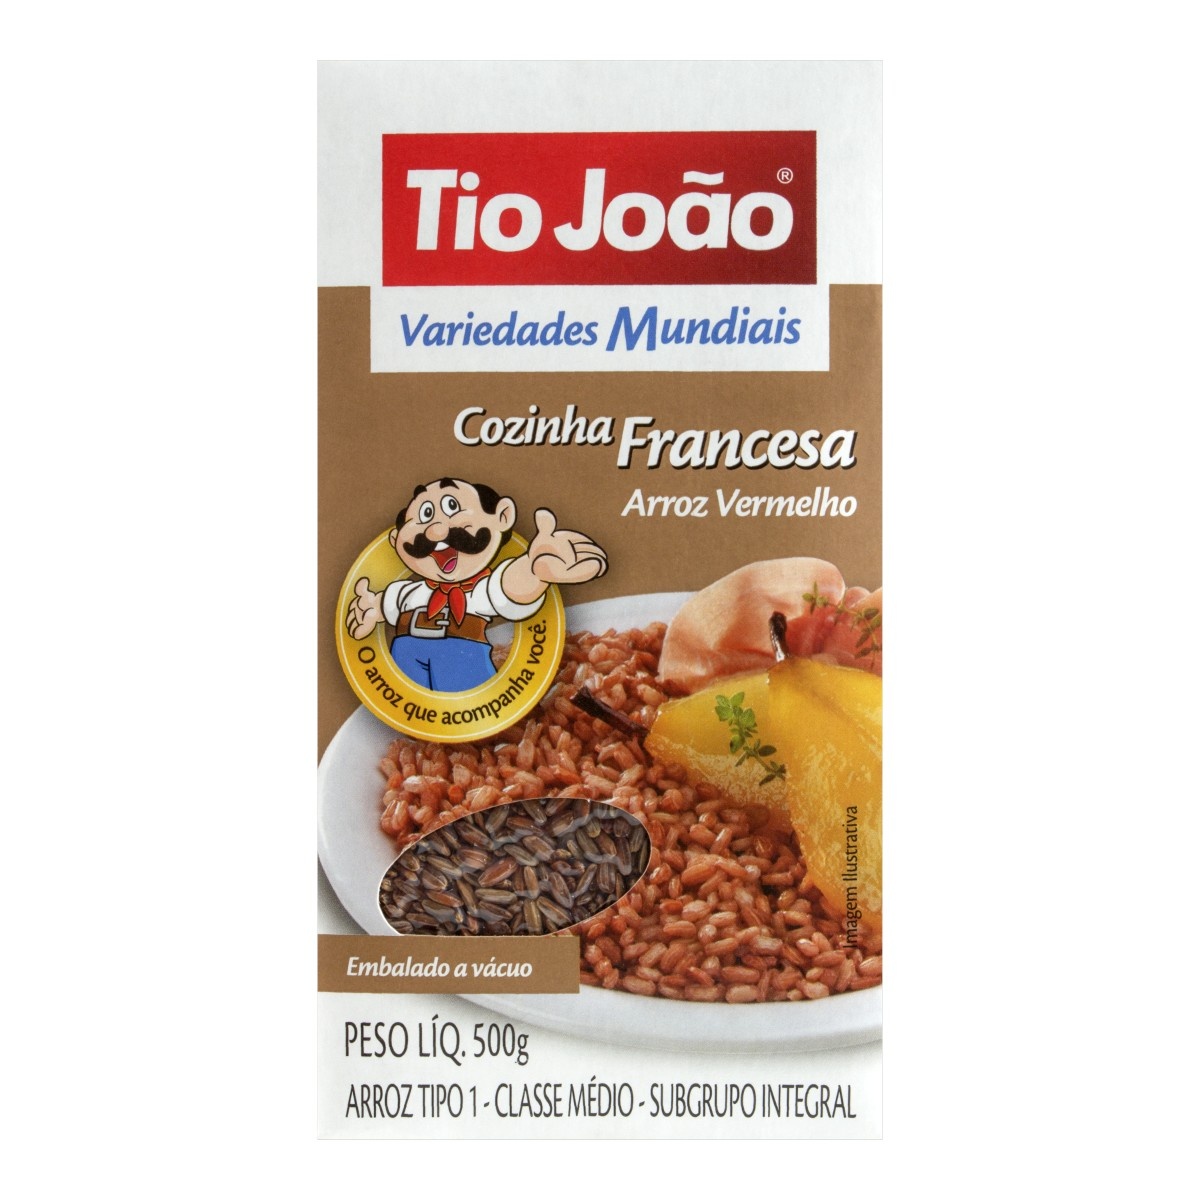 Tio João®
Variedades Mundiais
Cozinha Francesa
Arroz Vermelho
O arroz que acompanha você.
Imagem Ilustrativa
Embalado a vácuo
PESO LÍQ. 500g
ARROZ TIPO 1 - CLASSE MÉDIO - SUBGRUPO INTEGRAL